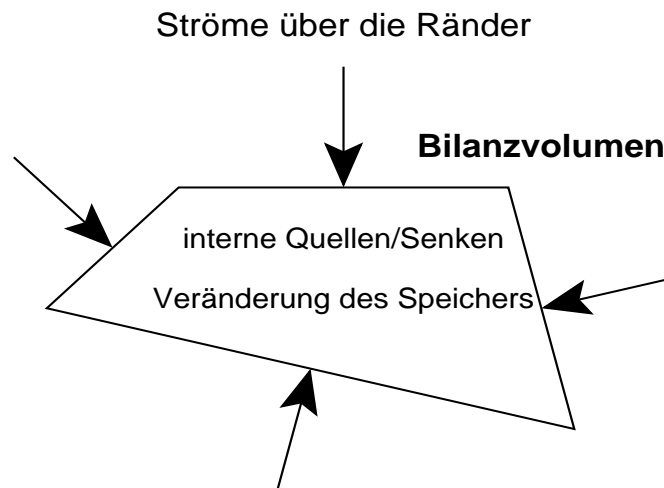 Ströme über die Ränder
Bilanzvolumen
interne Quellen/Senken
Veränderung des Speichers